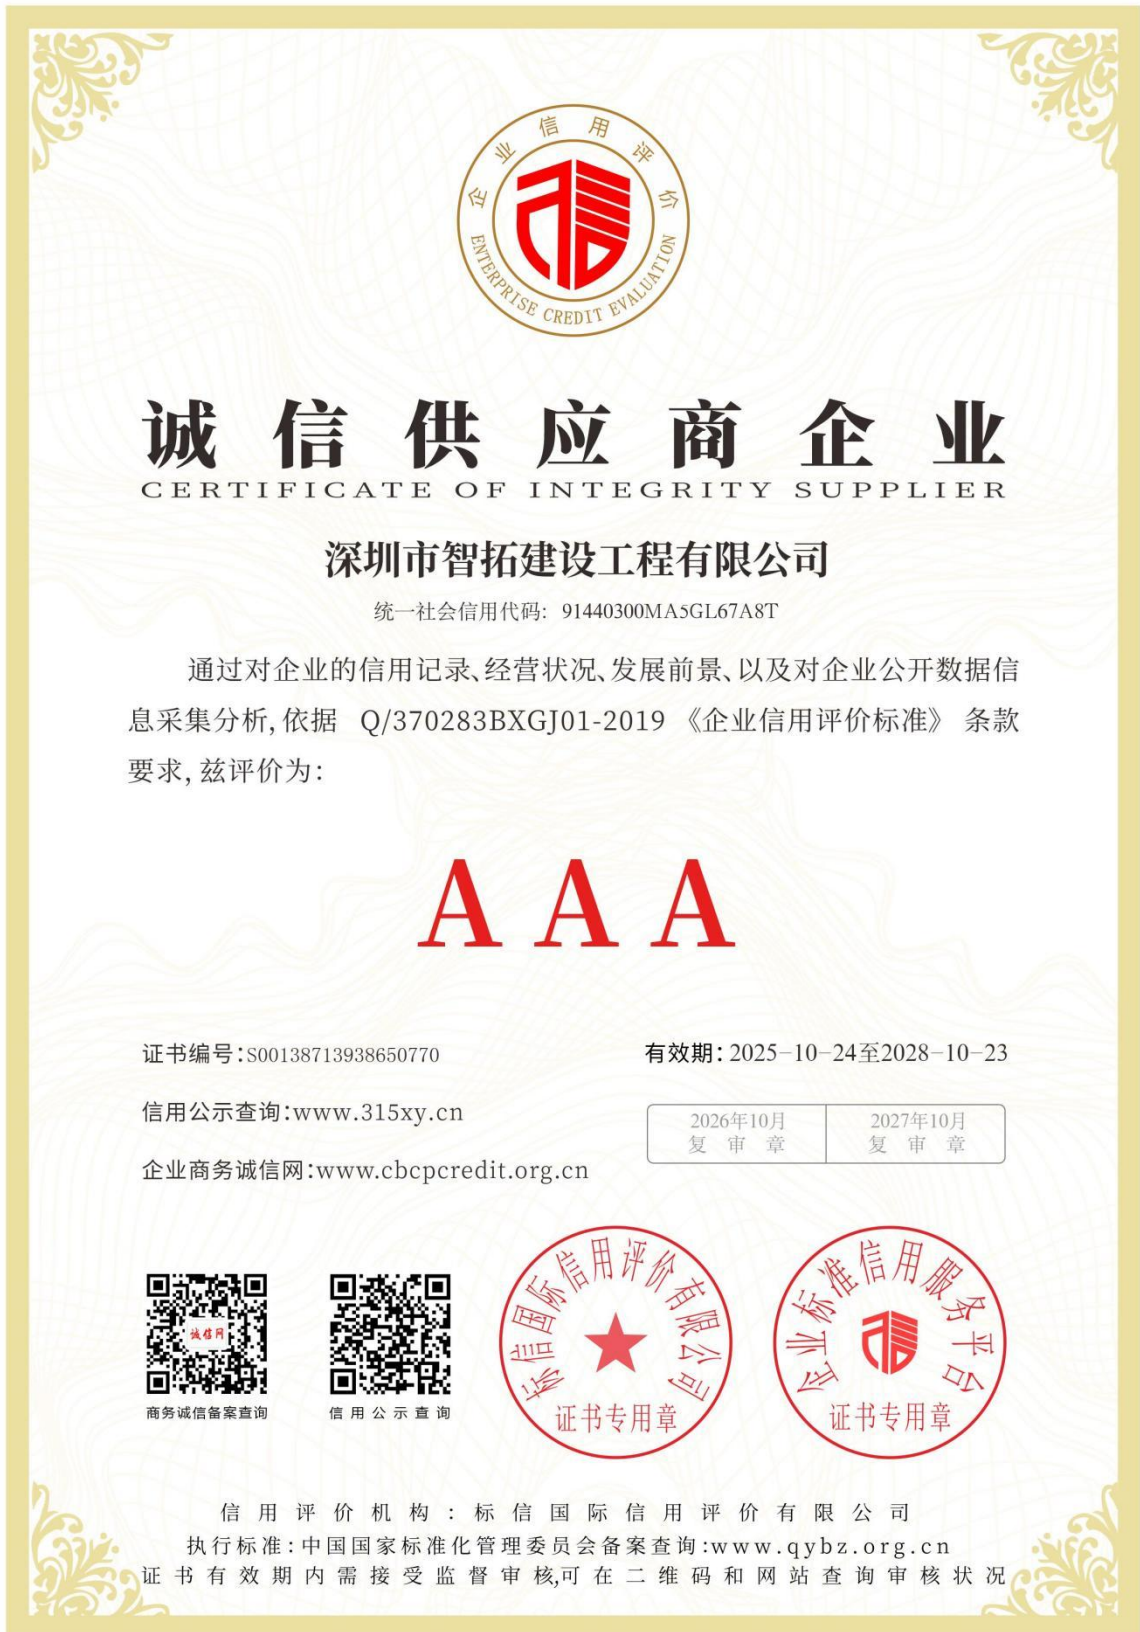 企业信用评价
ENTERPRISE CREDIT EVALUATION
诚信供应商企业
CERTIFICATE OF INTEGRITY SUPPLIER
深圳市智拓建设工程有限公司
统一社会信用代码: 91440300MA5GL67A8T
通过对企业的信用记录、经营状况、发展前景、以及对企业公开数据信
息采集分析, 依据 Q/370283BXGJ01-2019 《企业信用评价标准》 条款
要求, 兹评价为:
AAA
证书编号:S00138713938650770
有效期: 2025-10-24至2028-10-23
信用公示查询:www.315xy.cn
2026年10月
复审章
2027年10月
复审章
企业商务诚信网:www.cbcpcredit.org.cn
诚信网
商务诚信备案查询
信用公示查询
标信国际信用评价有限公司
证书专用章
企业标准信用服务平台
证书专用章
信用评价机构:标信国际信用评价有限公司
执行标准:中国国家标准化管理委员会备案查询:www.qybz.org.cn
证书有效期内需接受监督审核,可在二维码和网站查询审核状况